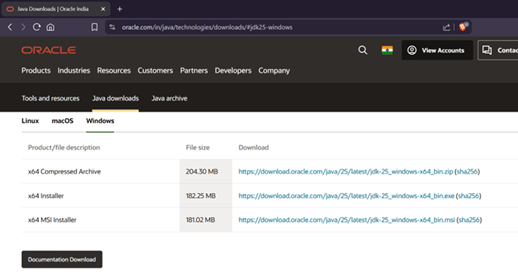 Java Downloads | Oracle India
oracle.com/in/java/technologies/downloads/#jdk25-windows
ORACLE
View Accounts
Contac
Products Industries Resources Customers Partners Developers Company
Tools and resources Java downloads Java archive
Linux macOS Windows
Product/file description File size Download
x64 Compressed Archive 204.30 MB https://download.oracle.com/java/25/latest/jdk-25_windows-x64_bin.zip (sha256)
x64 Installer 182.25 MB https://download.oracle.com/java/25/latest/jdk-25_windows-x64_bin.exe (sha256)
x64 MSI Installer 181.02 MB https://download.oracle.com/java/25/latest/jdk-25_windows-x64_bin.msi (sha256)
Documentation Download